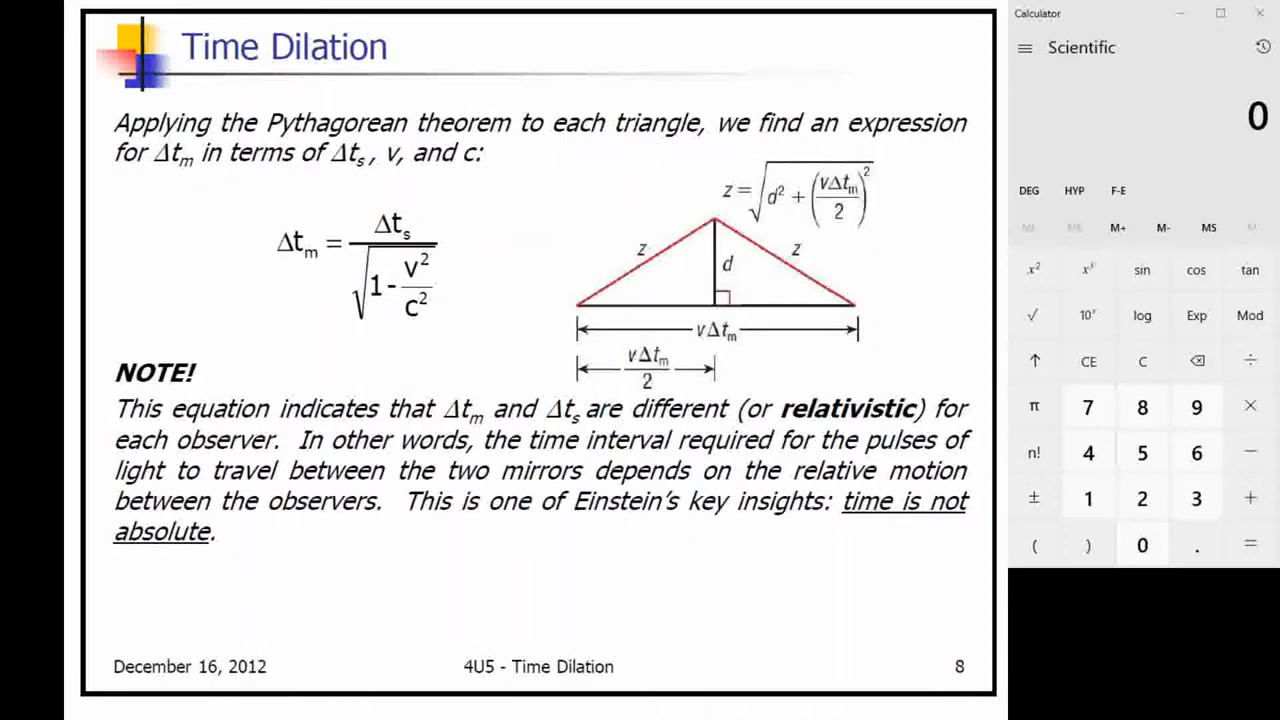 Time Dilation
Applying the Pythagorean theorem to each triangle, we find an expression
for Δtm in terms of Δts , v, and c:
Δtm = Δts / √(1 - v²/c²)
z = √(d² + (vΔtm/2)²)
z
d
z
vΔtm
vΔtm
2
NOTE!
This equation indicates that Δtm and Δts are different (or relativistic) for
each observer. In other words, the time interval required for the pulses of
light to travel between the two mirrors depends on the relative motion
between the observers. This is one of Einstein's key insights: time is not
absolute.
December 16, 2012
4U5 - Time Dilation
8
Calculator
Scientific
0
DEG HYP F-E
MC MR M+ M- MS M
x² xʸ sin cos tan
√ 10ˣ log Exp Mod
↑ CE C ⌫ ÷
π 7 8 9 ×
n! 4 5 6 −
± 1 2 3 +
( ) 0 . =